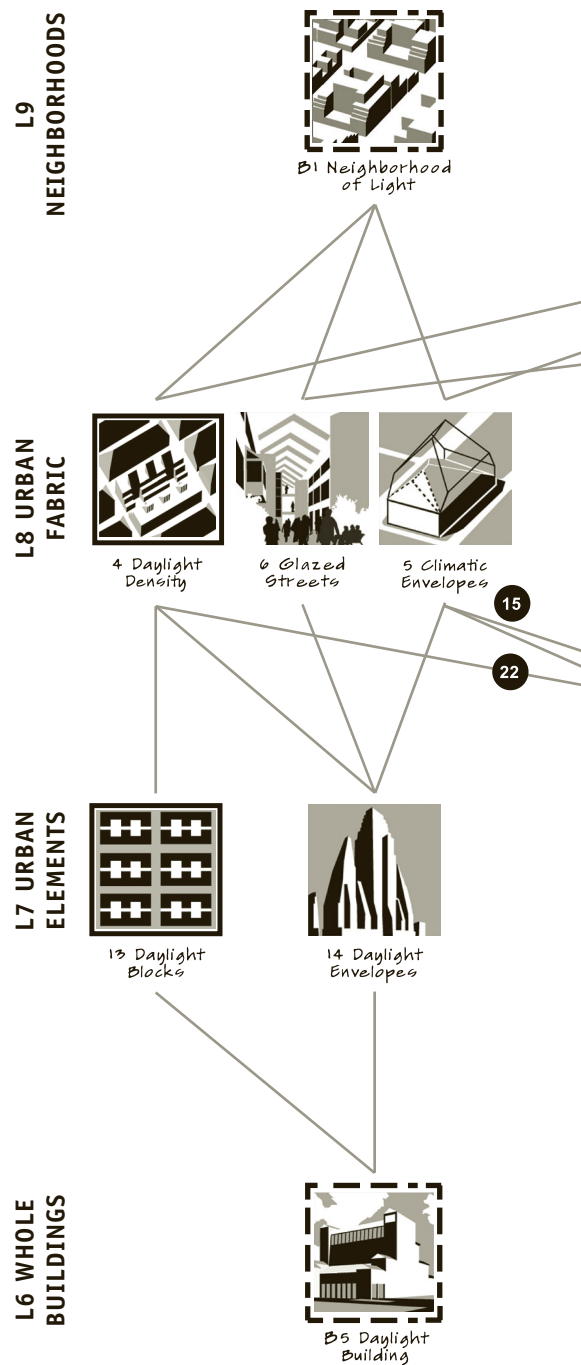 L9
NEIGHBORHOODS
B1 Neighborhood
of Light
L8 URBAN
FABRIC
4 Daylight
Density
6 Glazed
Streets
5 Climatic
Envelopes
15
22
L7 URBAN
ELEMENTS
13 Daylight
Blocks
14 Daylight
Envelopes
L6 WHOLE
BUILDINGS
B5 Daylight
Building